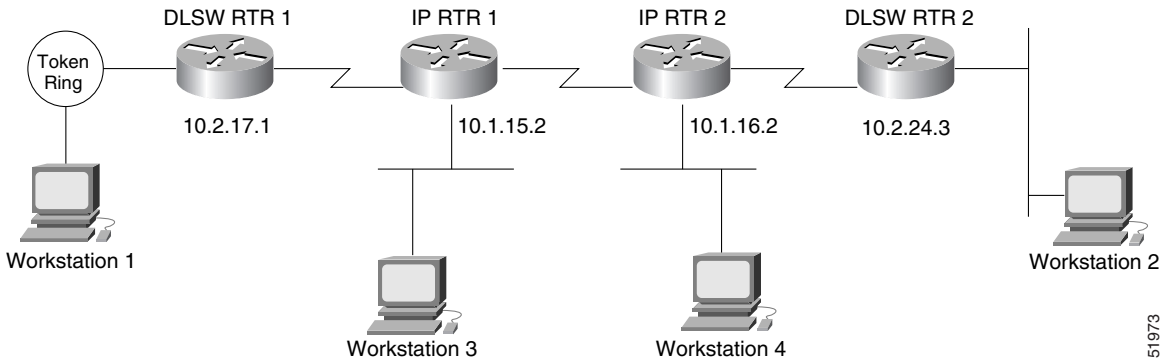 DLSW RTR 1
IP RTR 1
IP RTR 2
DLSW RTR 2
Token
Ring
10.2.17.1
10.1.15.2
10.1.16.2
10.2.24.3
Workstation 1
Workstation 2
Workstation 3
Workstation 4
51973